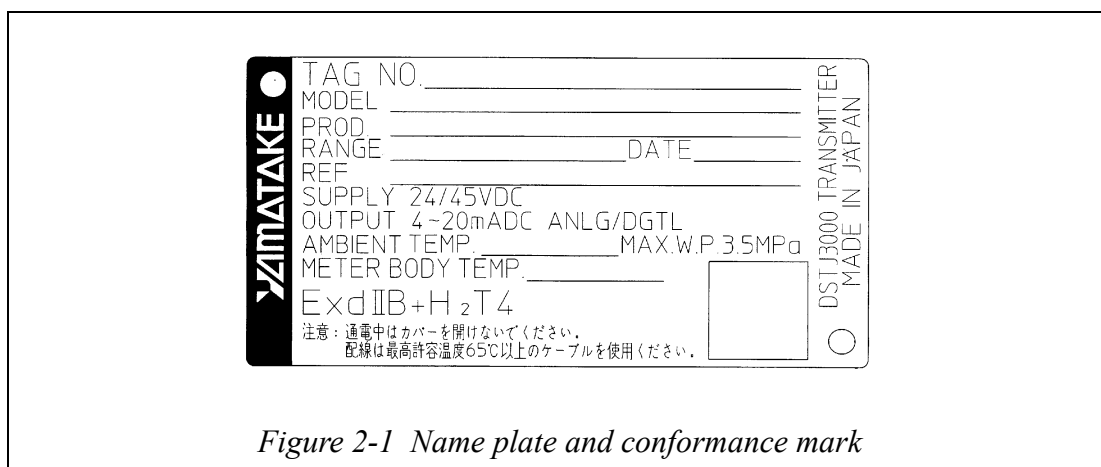 YAMATAKE
TAG NO.
MODEL
PROD.
RANGE DATE
REF
SUPPLY 24/45VDC
OUTPUT 4~20mADC ANLG/DGTL
AMBIENT TEMP. MAX.W.P.3.5MPa
METER BODY TEMP.
ExdⅡB+H₂T4
注意：通電中はカバーを開けないでください．
配線は最高許容温度65℃以上のケーブルを使用ください．
DSTJ3000 TRANSMITTER
MADE IN JAPAN
Figure 2-1 Name plate and conformance mark